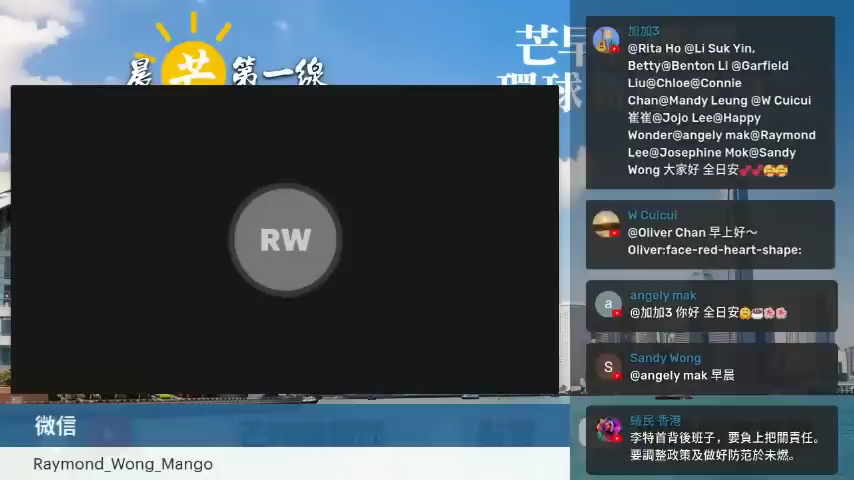 晨芒第一線
芒早
環球
RW
微信
Raymond_Wong_Mango
加加3
@Rita Ho @Li Suk Yin,
Betty@Benton LI @Garfield
Liu@Chloe@Connie
Chan@Mandy Leung @W Cuicui
崔崔@Jojo Lee@Happy
Wonder@angely mak@Raymond
Lee@Josephine Mok@Sandy
Wong 大家好 全日安💕💕🥰🥰
W Cuicui
@Oliver Chan 早上好～
Oliver:face-red-heart-shape:
a
angely mak
@加加3 你好 全日安🤗☕🌸🌸
S
Sandy Wong
@angely mak 早晨
礒民 香港
李特首背後班子，要負上把關責任。
要調整政策及做好防范於未燃。